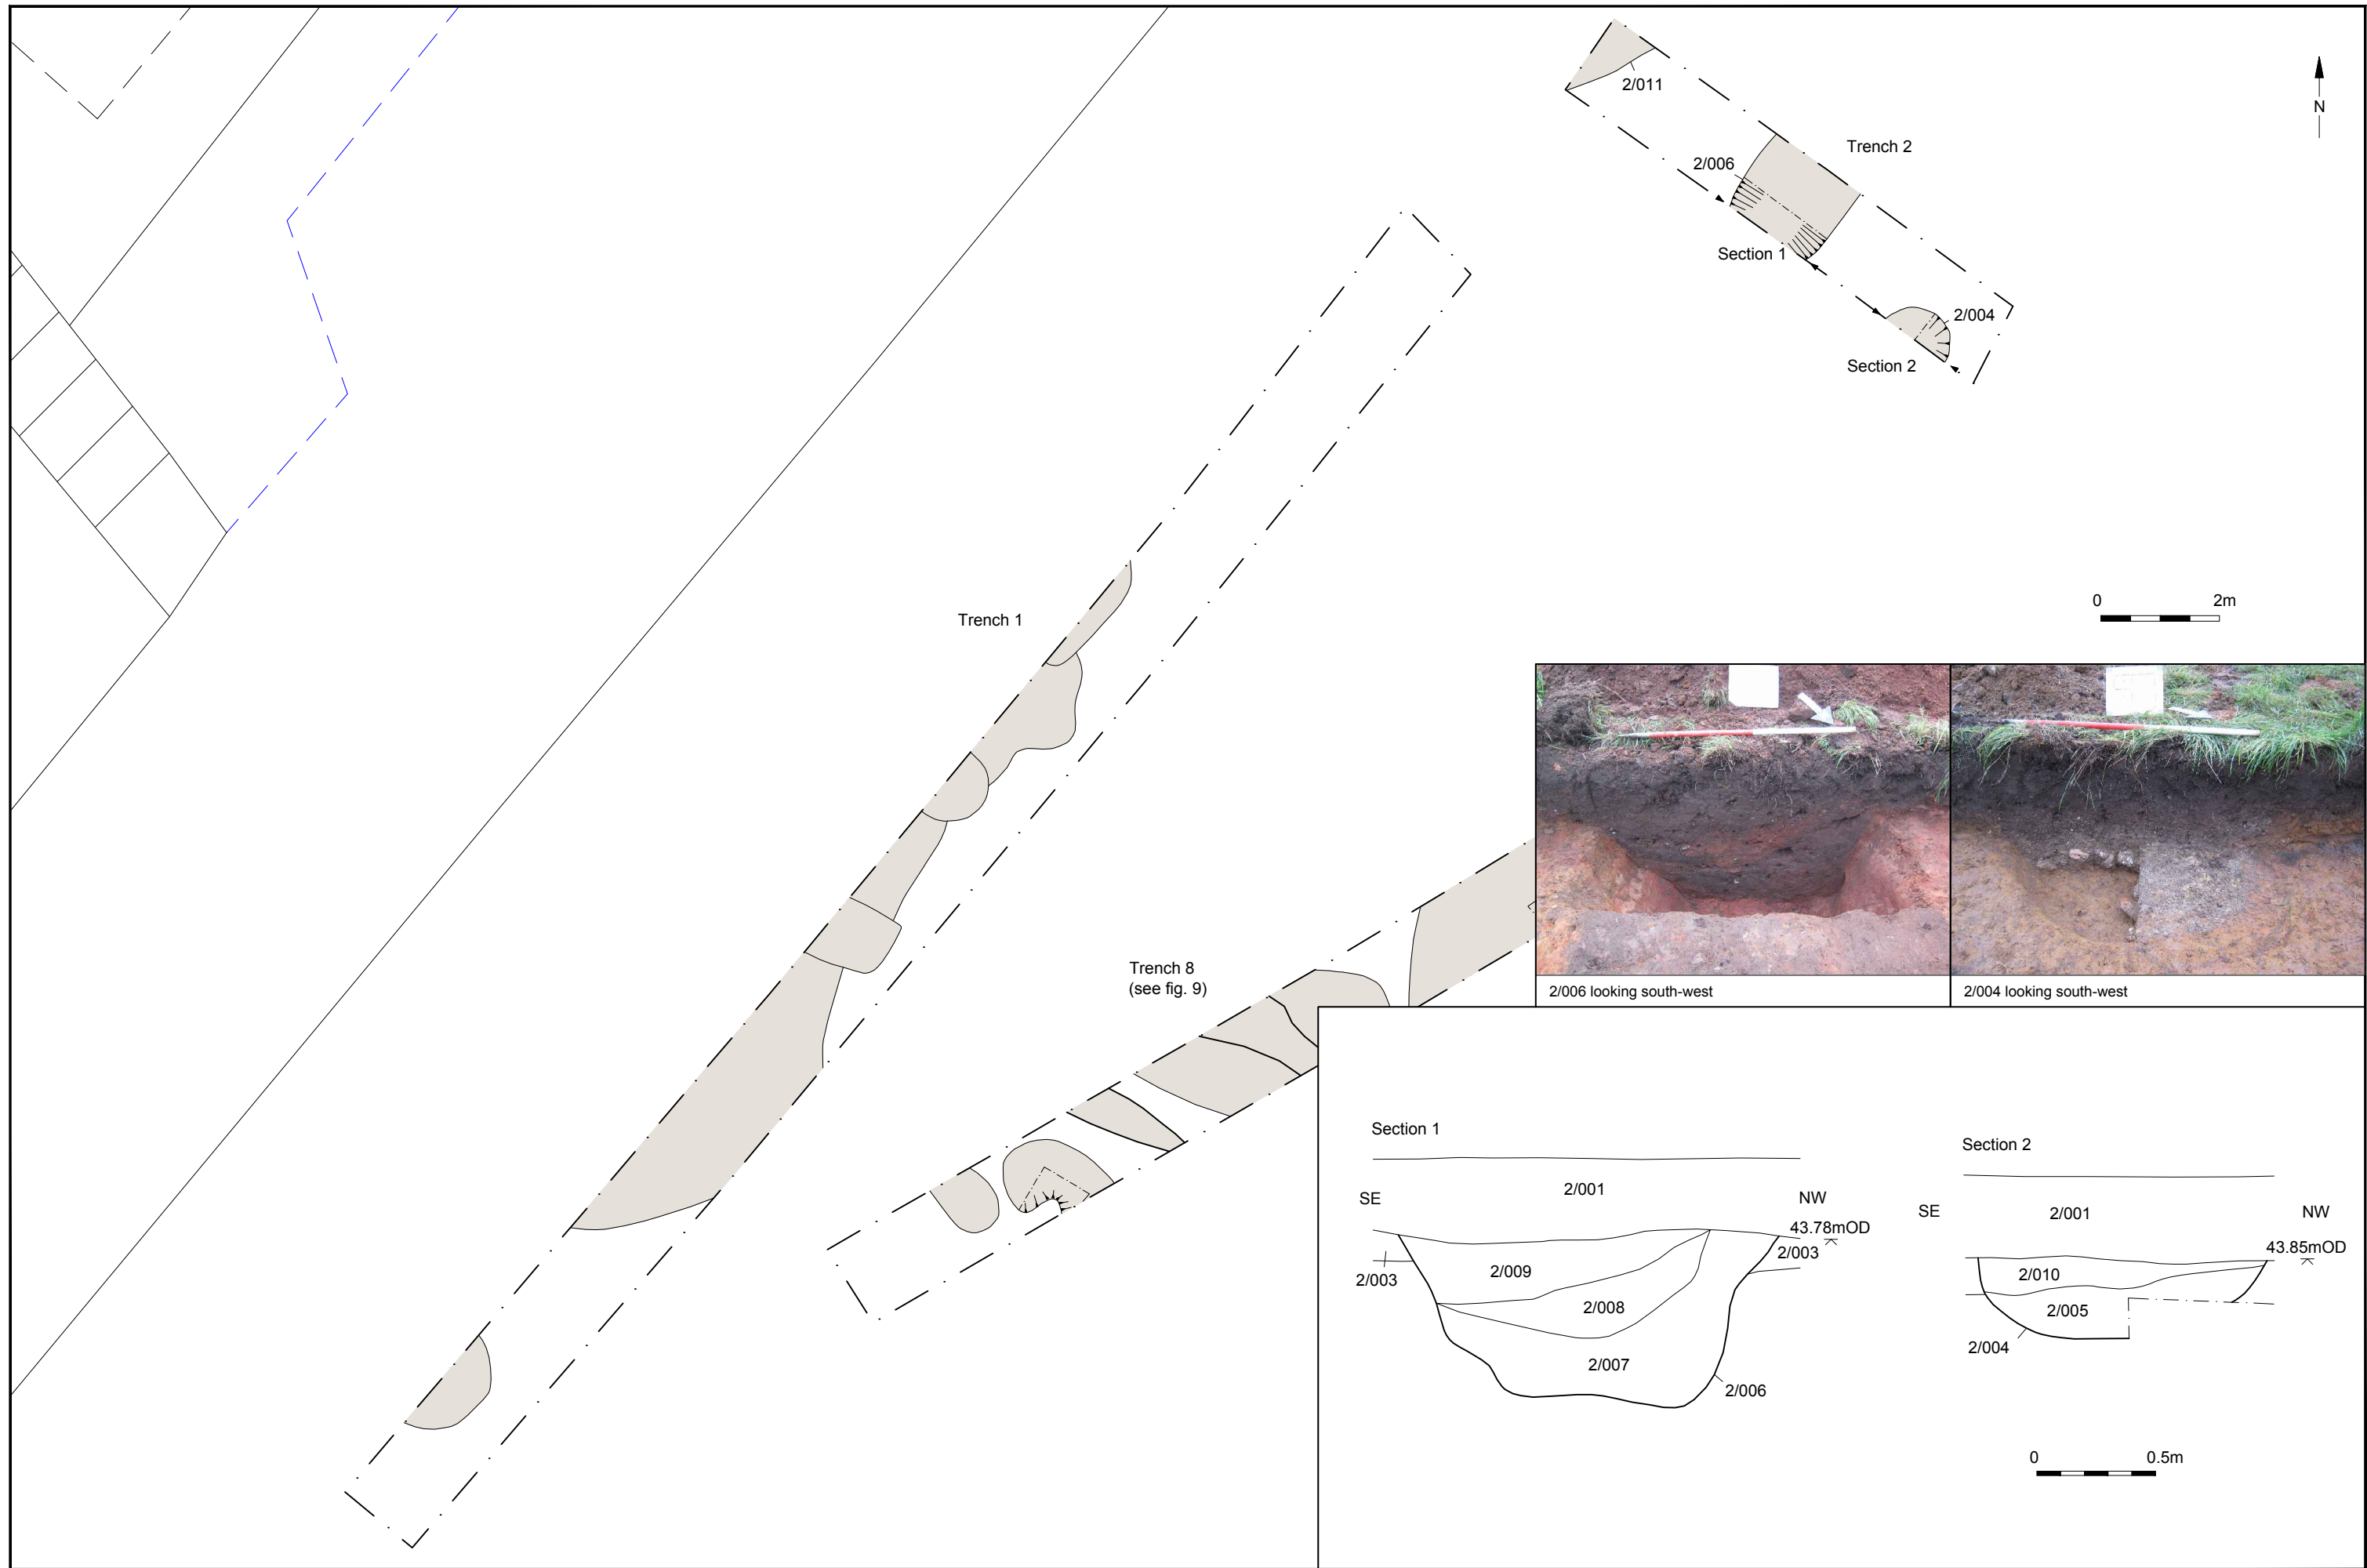 2/011
N
Trench 2
2/006
Section 1
2/004
Section 2
0 2m
Trench 1
Trench 8
(see fig. 9)
2/006 looking south-west
2/004 looking south-west
Section 1
2/001
SE
NW
43.78mOD
2/003
2/003
2/009
2/008
2/007
2/006
Section 2
2/001
SE
NW
43.85mOD
2/010
2/005
2/004
0 0.5m